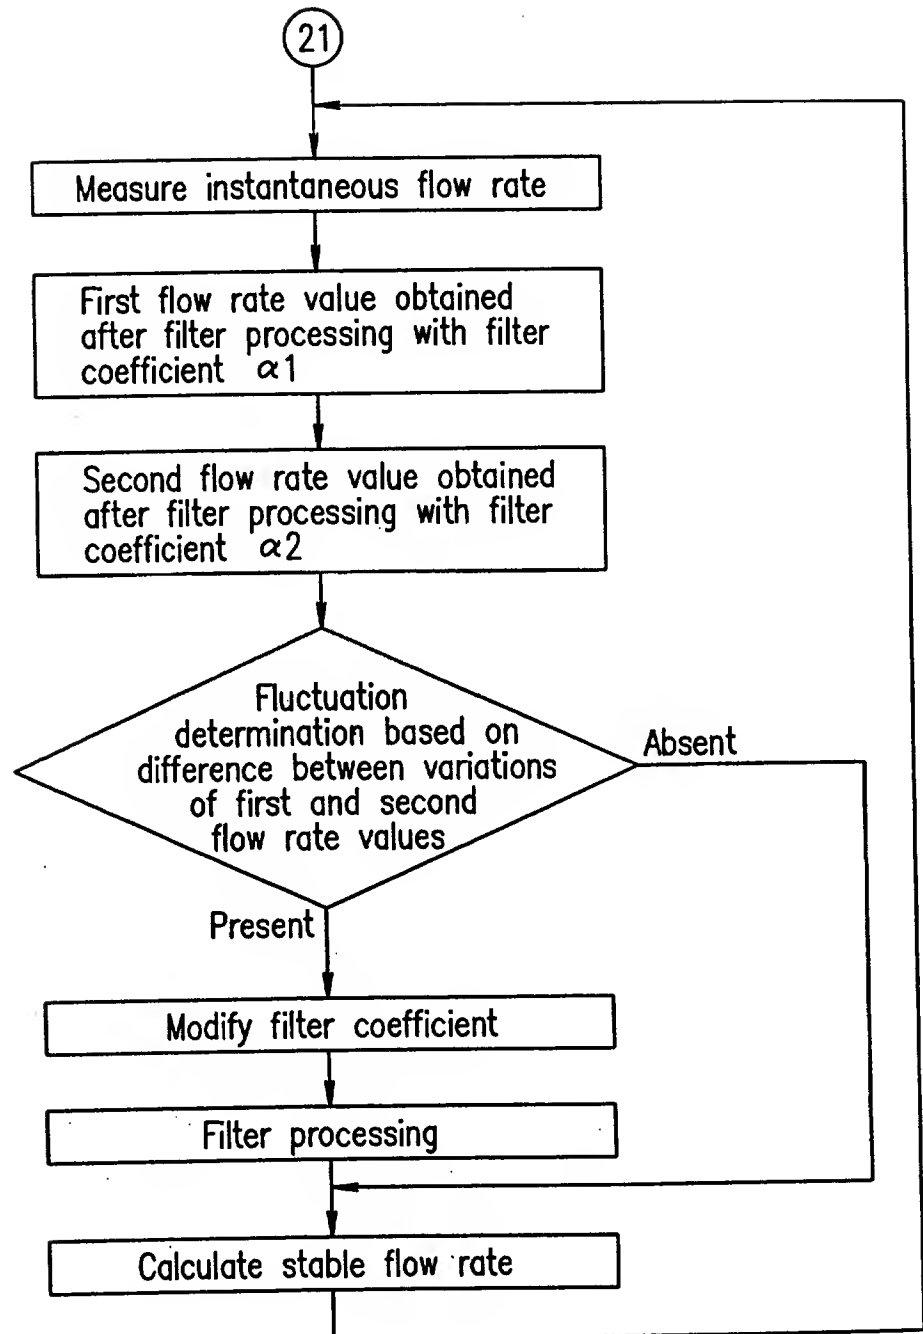 21
Measure instantaneous flow rate
First flow rate value obtained
after filter processing with filter
coefficient α1
Second flow rate value obtained
after filter processing with filter
coefficient α2
Fluctuation
determination based on
difference between variations
of first and second
flow rate values
Absent
Present
Modify filter coefficient
Filter processing
Calculate stable flow rate